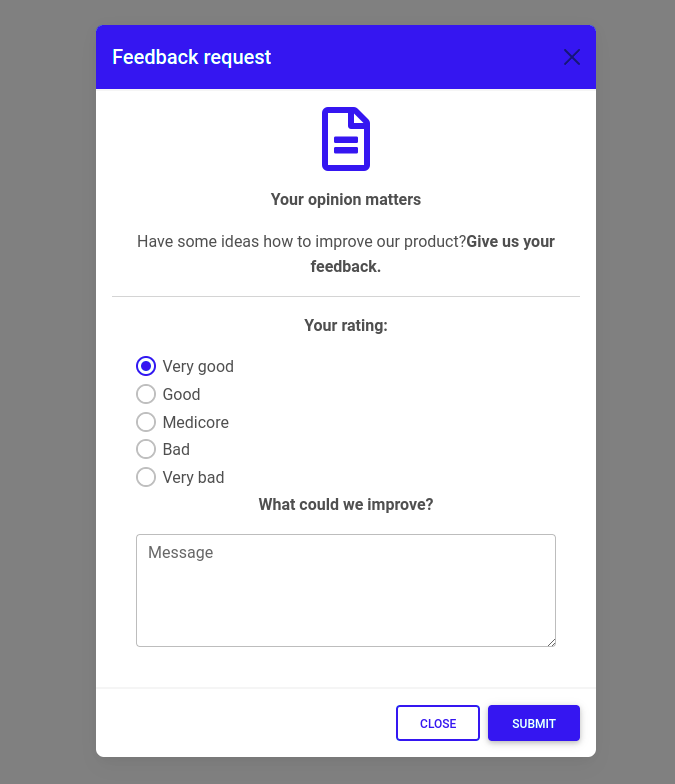 Feedback request
Your opinion matters
Have some ideas how to improve our product?Give us your
feedback.
Your rating:
Very good
Good
Medicore
Bad
Very bad
What could we improve?
Message
CLOSE
SUBMIT